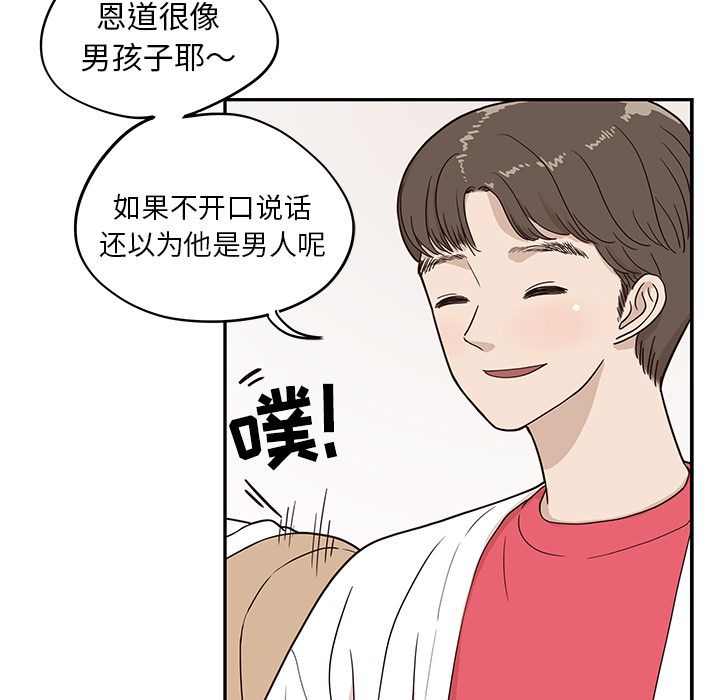 恩道很像
男孩子耶～
如果不开口说话
还以为他是男人呢
噗！